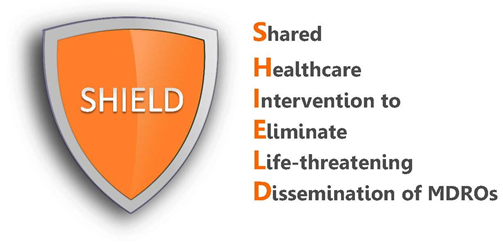 SHIELD
Shared
Healthcare
Intervention to
Eliminate
Life-threatening
Dissemination of MDROs